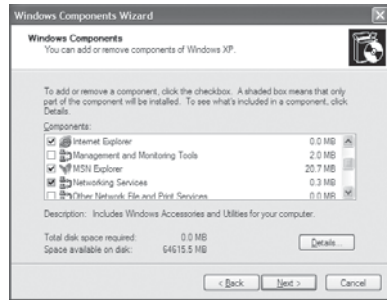 Windows Components Wizard
Windows Components
You can add or remove components of Windows XP.
To add or remove a component, click the checkbox. A shaded box means that only
part of the component will be installed. To see what's included in a component, click
Details.
Components:
Internet Explorer 0.0 MB
Management and Monitoring Tools 2.0 MB
MSN Explorer 20.7 MB
Networking Services 0.3 MB
Other Network File and Print Services 0.0 MB
Description: Includes Windows Accessories and Utilities for your computer.
Total disk space required: 0.0 MB
Space available on disk: 64615.5 MB
Details...
< Back
Next >
Cancel